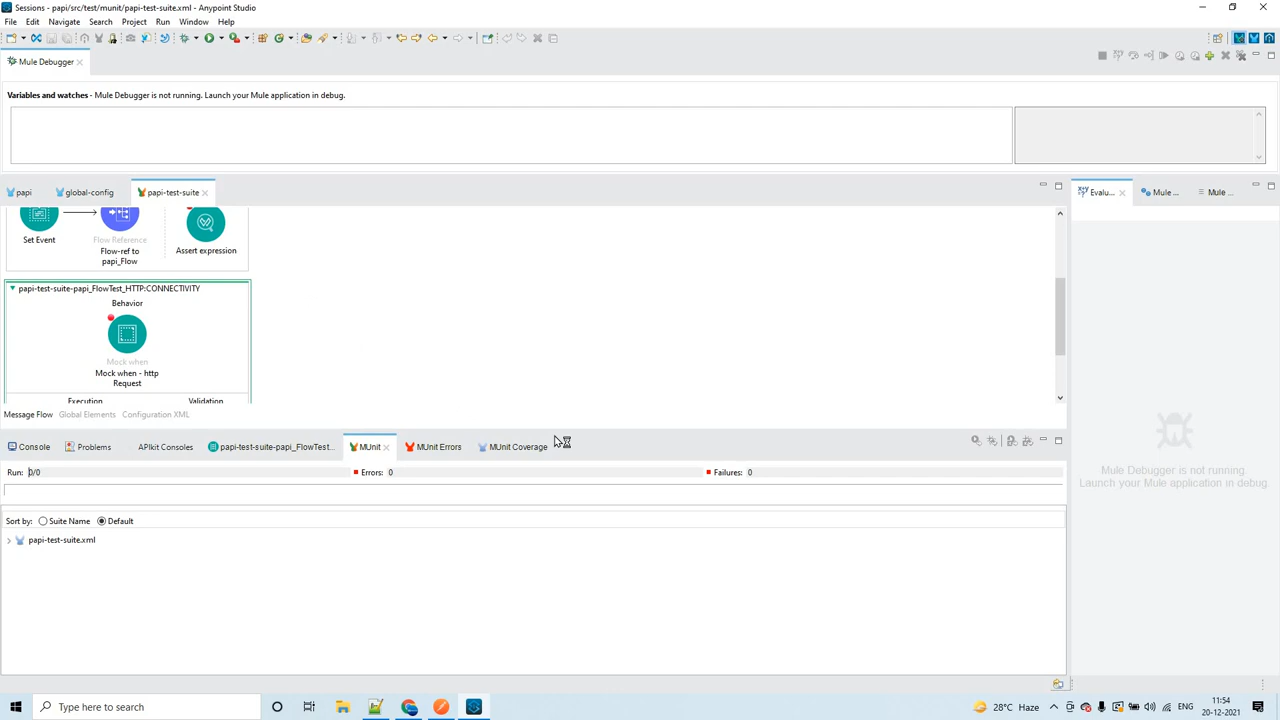 Sessions - papi/src/test/munit/papi-test-suite.xml - Anypoint Studio
File Edit Navigate Search Project Run Window Help
Mule Debugger
Variables and watches - Mule Debugger is not running. Launch your Mule application in debug.
papi global-config papi-test-suite
Evalu... Mule ... Mule ...
Set Event
Flow Reference
Flow-ref to
papi_Flow
Assert expression
papi-test-suite-papi_FlowTest_HTTP:CONNECTIVITY
Behavior
Mock when
Mock when - http
Request
Execution Validation
Message Flow Global Elements Configuration XML
Mule Debugger is not running.
Launch your Mule application in debug.
Console Problems APIkit Consoles papi-test-suite-papi_FlowTest... MUnit MUnit Errors MUnit Coverage
Run: 0/0 Errors: 0 Failures: 0
Sort by: Suite Name Default
papi-test-suite.xml
Type here to search
28°C Haze
ENG
11:54
20-12-2021